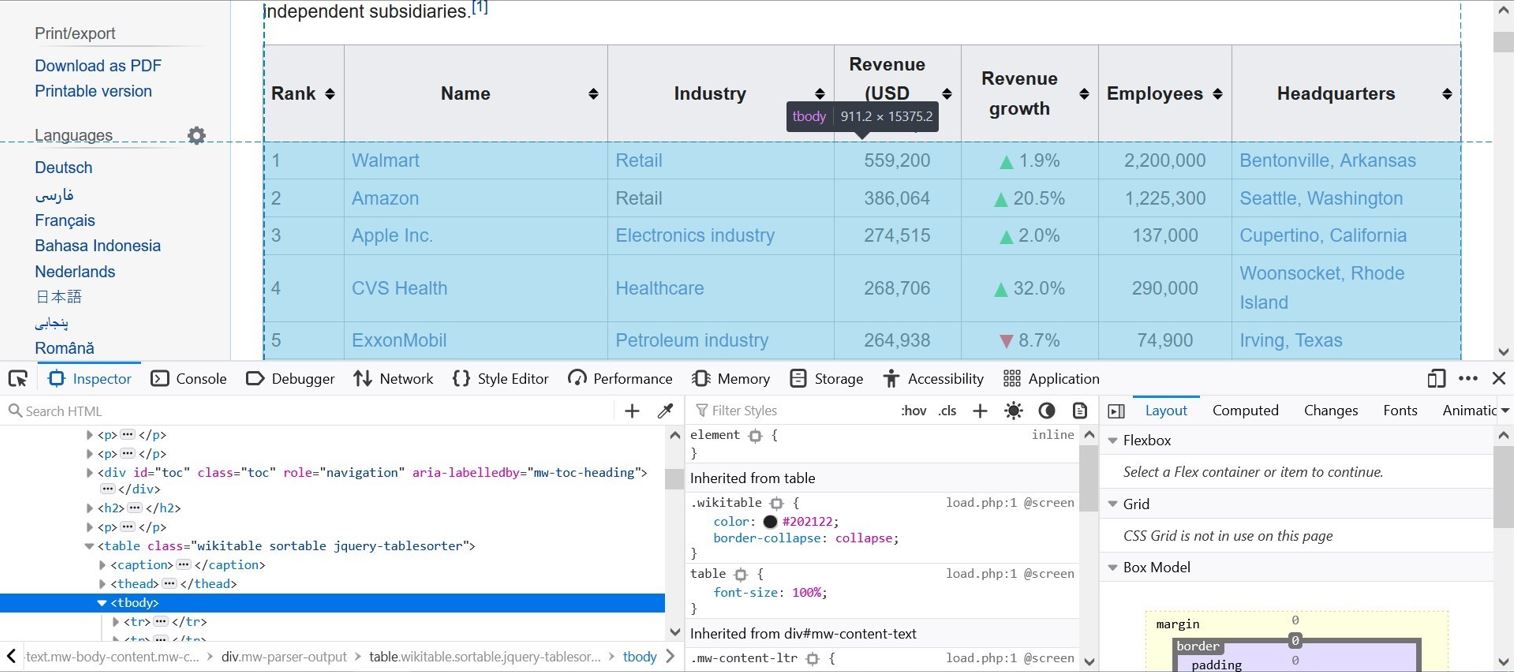 independent subsidiaries.[1]
Print/export
Download as PDF
Printable version
Languages
Deutsch
فارسی
Français
Bahasa Indonesia
Nederlands
日本語
پنجابی
Română
Rank Name Industry Revenue (USD Revenue growth Employees Headquarters
tbody 911.2 × 15375.2
1 Walmart Retail 559,200 ▲ 1.9% 2,200,000 Bentonville, Arkansas
2 Amazon Retail 386,064 ▲ 20.5% 1,225,300 Seattle, Washington
3 Apple Inc. Electronics industry 274,515 ▲ 2.0% 137,000 Cupertino, California
4 CVS Health Healthcare 268,706 ▲ 32.0% 290,000 Woonsocket, Rhode Island
5 ExxonMobil Petroleum industry 264,938 ▼ 8.7% 74,900 Irving, Texas
Inspector Console Debugger Network Style Editor Performance Memory Storage Accessibility Application
Search HTML
<p>···</p>
<p>···</p>
<div id="toc" class="toc" role="navigation" aria-labelledby="mw-toc-heading">
···</div>
<h2>···</h2>
<p>···</p>
<table class="wikitable sortable jquery-tablesorter">
<caption>···</caption>
<thead>···</thead>
<tbody>
<tr>···</tr>
<tr>···</tr>
text.mw-body-content.mw-c... > div.mw-parser-output > table.wikitable.sortable.jquery-tablesor... > tbody
Filter Styles :hov .cls
element { inline
}
Inherited from table
.wikitable { load.php:1 @screen
color: #202122;
border-collapse: collapse;
}
table { load.php:1 @screen
font-size: 100%;
}
Inherited from div#mw-content-text
.mw-content-ltr { load.php:1 @screen
Layout Computed Changes Fonts Animatic
Flexbox
Select a Flex container or item to continue.
Grid
CSS Grid is not in use on this page
Box Model
margin 0
border 0
padding 0